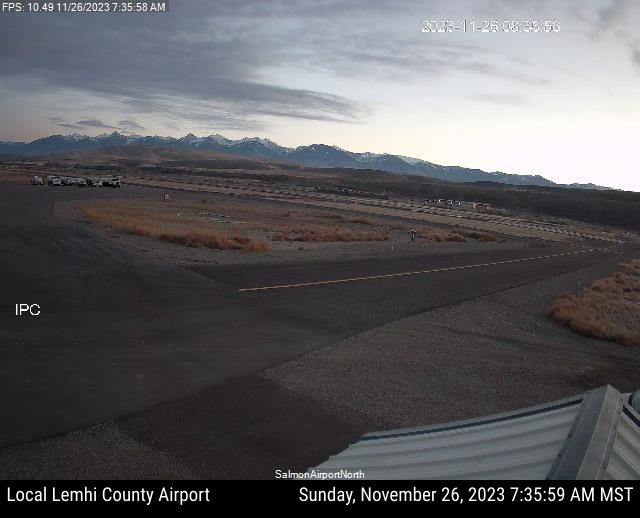 FPS: 10.49 11/26/2023 7:35:58 AM
2023-11-26 08:35:58
IPC
SalmonAirportNorth
Local Lemhi County Airport
Sunday, November 26, 2023 7:35:59 AM MST